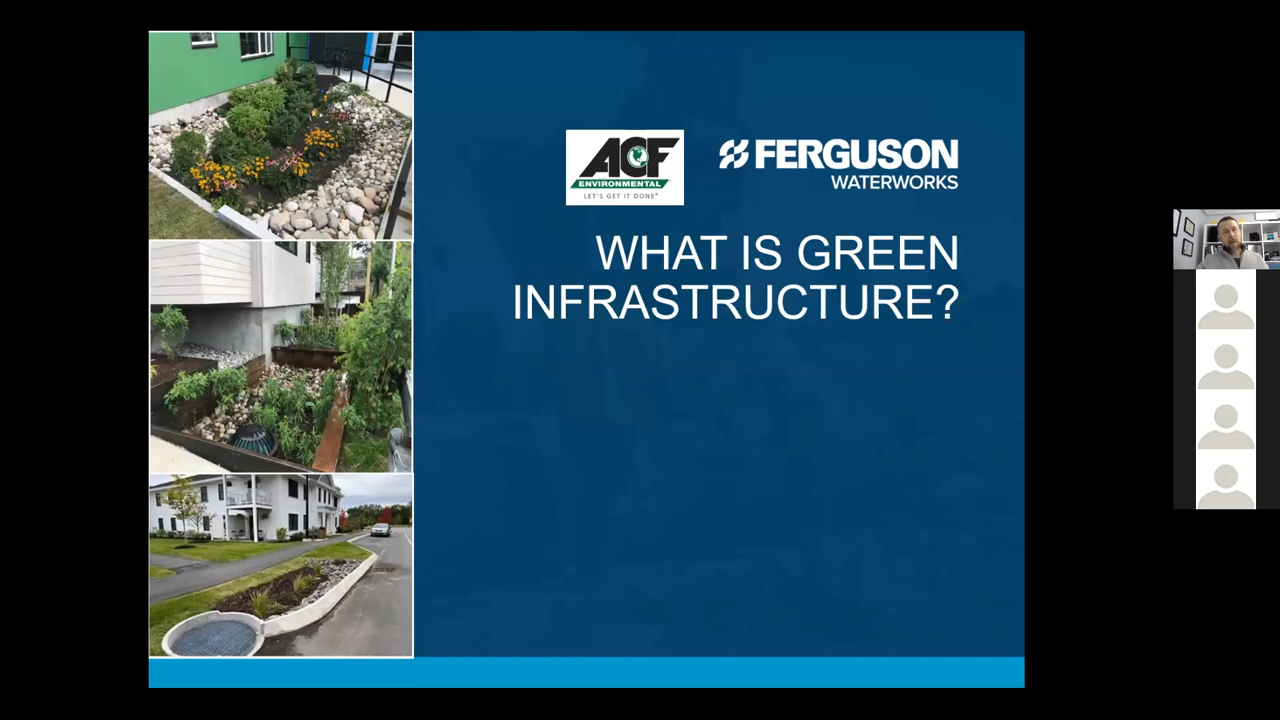 ACF
ENVIRONMENTAL
LET'S GET IT DONE®
FERGUSON
WATERWORKS
WHAT IS GREEN
INFRASTRUCTURE?